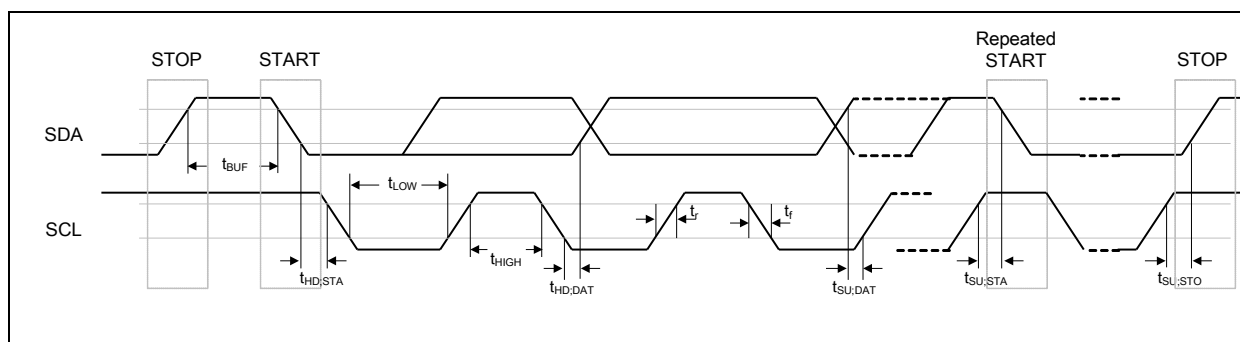 STOP
START
Repeated
START
STOP
SDA
tBUF
tLOW
SCL
tr
tf
tHIGH
tHD;STA
tHD;DAT
tSU;DAT
tSU;STA
tSU;STO